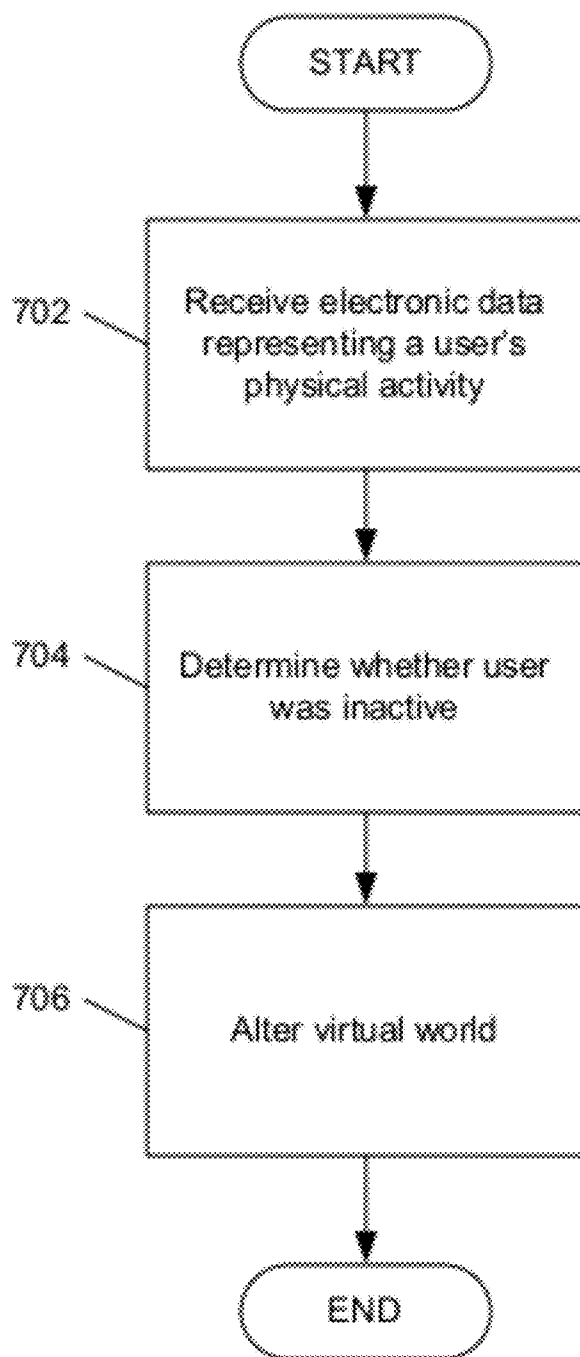 START
702
Receive electronic data
representing a user's
physical activity
704
Determine whether user
was inactive
706
Alter virtual world
END